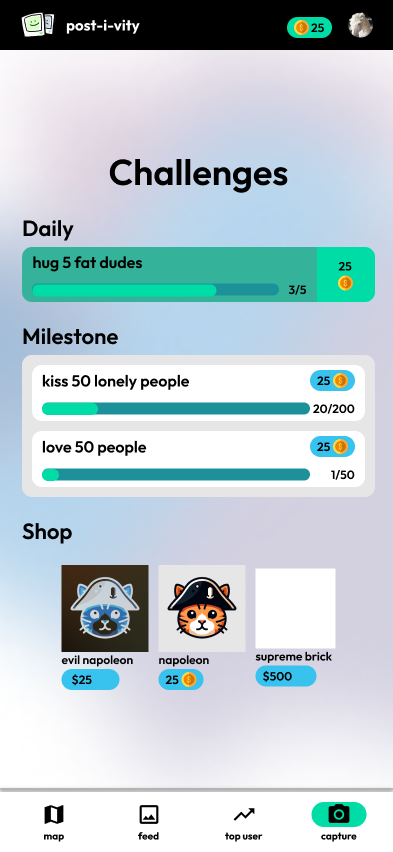 post-i-vity
25
Challenges
Daily
hug 5 fat dudes
25
3/5
Milestone
kiss 50 lonely people
25
20/200
love 50 people
25
1/50
Shop
evil napoleon
$25
napoleon
25
supreme brick
$500
map
feed
top user
capture